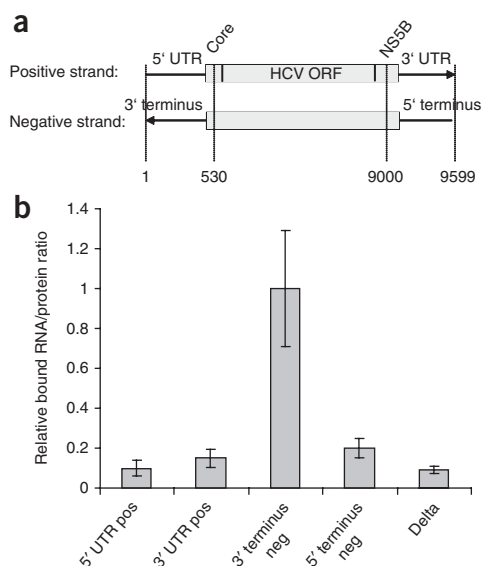 a
5‘ UTR Core NS5B 3‘ UTR
Positive strand: HCV ORF
3‘ terminus 5‘ terminus
Negative strand:
1 530 9000 9599
b
Relative bound RNA/protein ratio
1.4
1.2
1
0.8
0.6
0.4
0.2
0
5′ UTR pos
3′ UTR pos
3′ terminus
neg
5′ terminus
neg
Delta